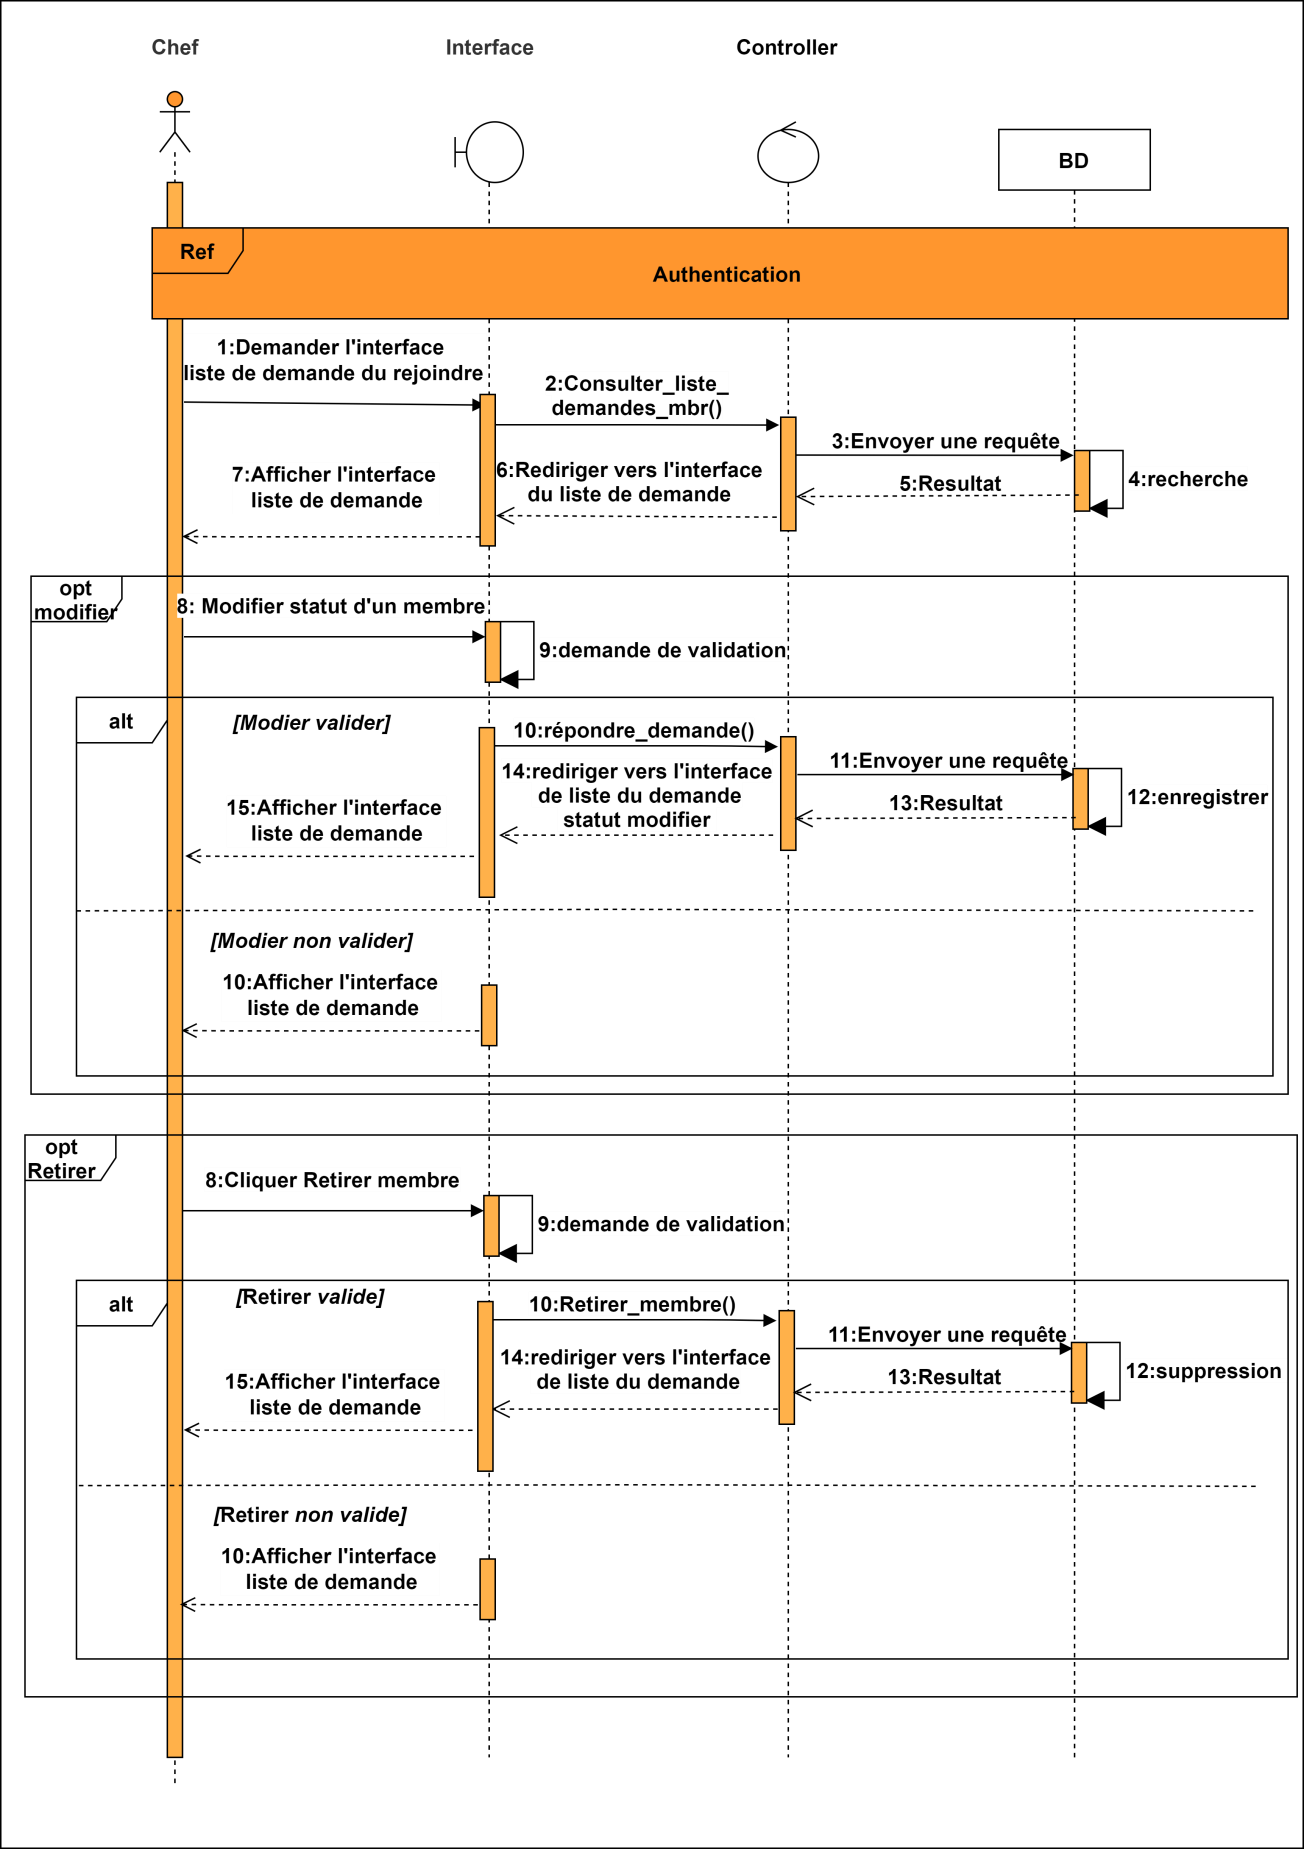 Chef
Interface
Controller
BD
Ref
Authentication
1:Demander l'interface
liste de demande du rejoindre
2:Consulter_liste_
demandes_mbr()
3:Envoyer une requête
4:recherche
5:Resultat
6:Rediriger vers l'interface
du liste de demande
7:Afficher l'interface
liste de demande
opt
modifier
8: Modifier statut d'un membre
9:demande de validation
alt
[Modier valider]
10:répondre_demande()
11:Envoyer une requête
12:enregistrer
13:Resultat
14:rediriger vers l'interface
de liste du demande
statut modifier
15:Afficher l'interface
liste de demande
[Modier non valider]
10:Afficher l'interface
liste de demande
opt
Retirer
8:Cliquer Retirer membre
9:demande de validation
alt
[Retirer valide]
10:Retirer_membre()
11:Envoyer une requête
12:suppression
13:Resultat
14:rediriger vers l'interface
de liste du demande
15:Afficher l'interface
liste de demande
[Retirer non valide]
10:Afficher l'interface
liste de demande